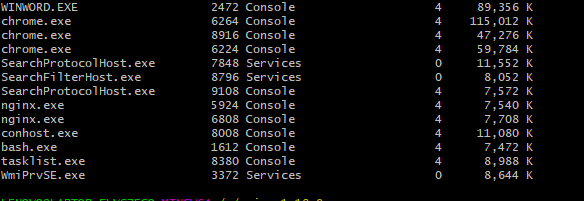 WINWORD.EXE 2472 Console 4 89,356 K
chrome.exe 6264 Console 4 115,012 K
chrome.exe 8916 Console 4 47,276 K
chrome.exe 6224 Console 4 59,784 K
SearchProtocolHost.exe 7848 Services 0 11,552 K
SearchFilterHost.exe 8796 Services 0 8,052 K
SearchProtocolHost.exe 9108 Console 4 7,572 K
nginx.exe 5924 Console 4 7,540 K
nginx.exe 6808 Console 4 7,708 K
conhost.exe 8008 Console 4 11,080 K
bash.exe 1612 Console 4 7,472 K
tasklist.exe 8380 Console 4 8,988 K
WmiPrvSE.exe 3372 Services 0 8,644 K